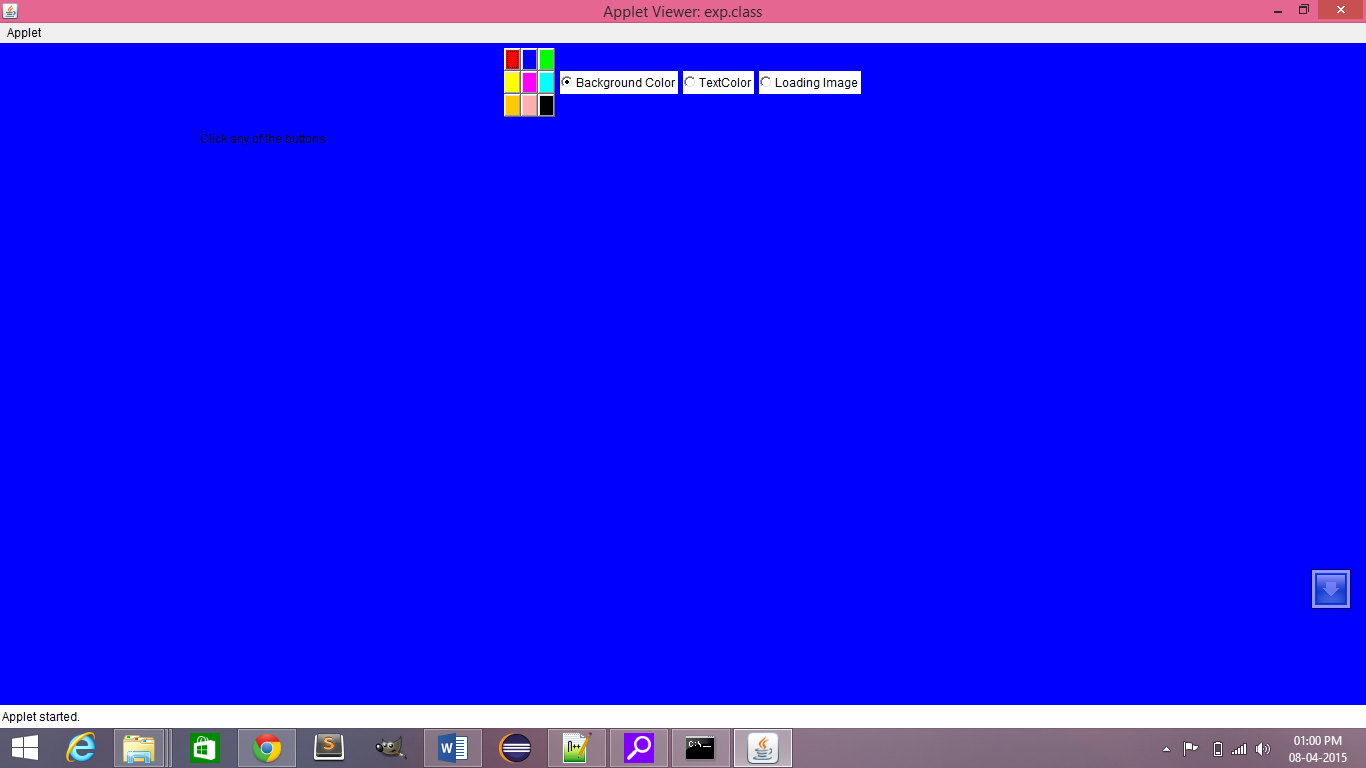 Applet Viewer: exp.class
Applet
Background Color TextColor Loading Image
Click any of the buttons
Applet started.
01:00 PM
08-04-2015